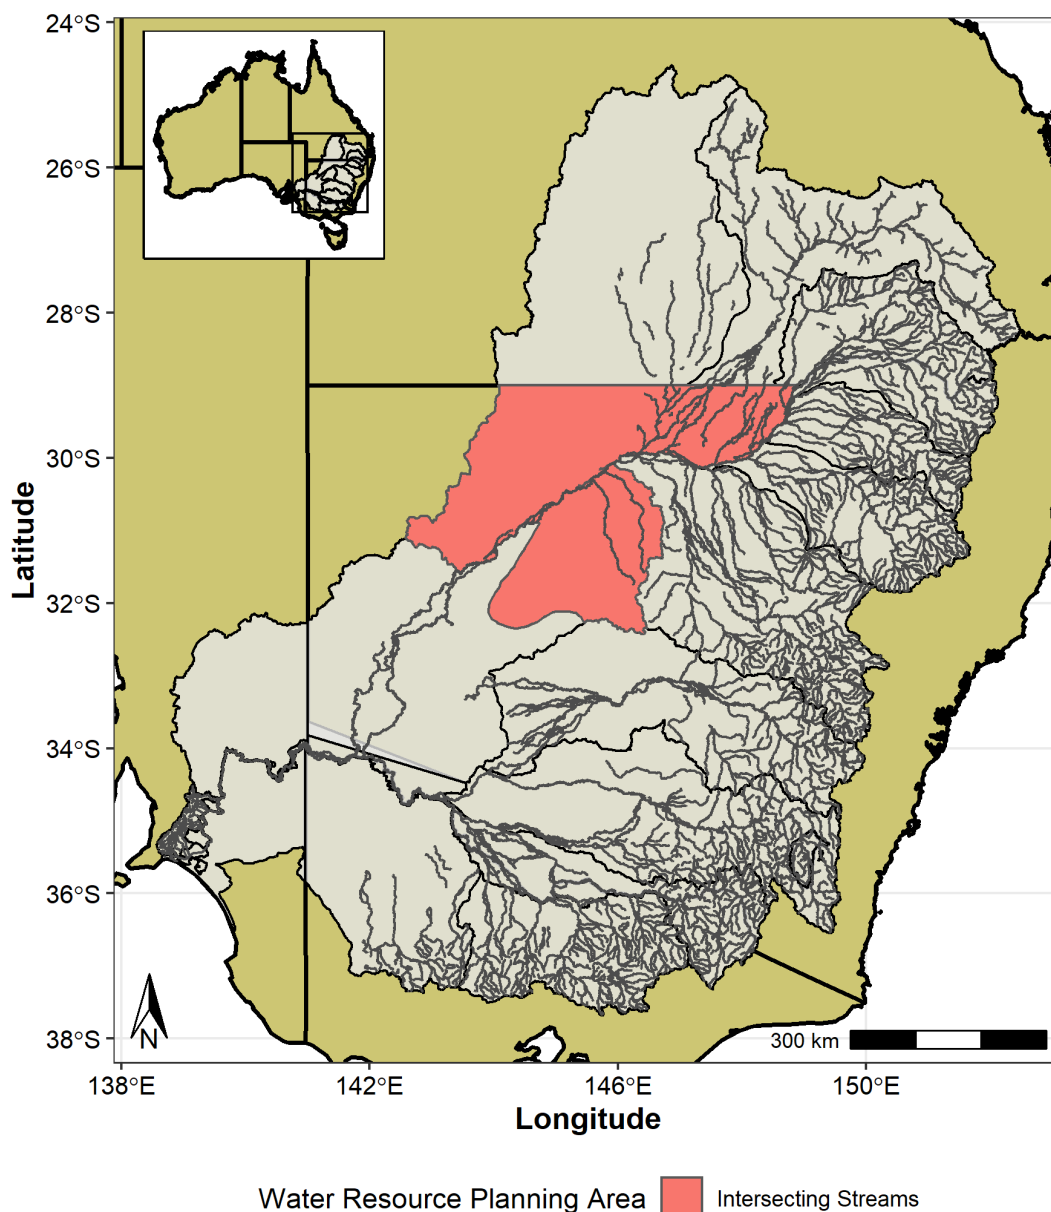 24°S
26°S
28°S
30°S
32°S
34°S
36°S
38°S
Latitude
N
300 km
138°E 142°E 146°E 150°E
Longitude
Water Resource Planning Area Intersecting Streams